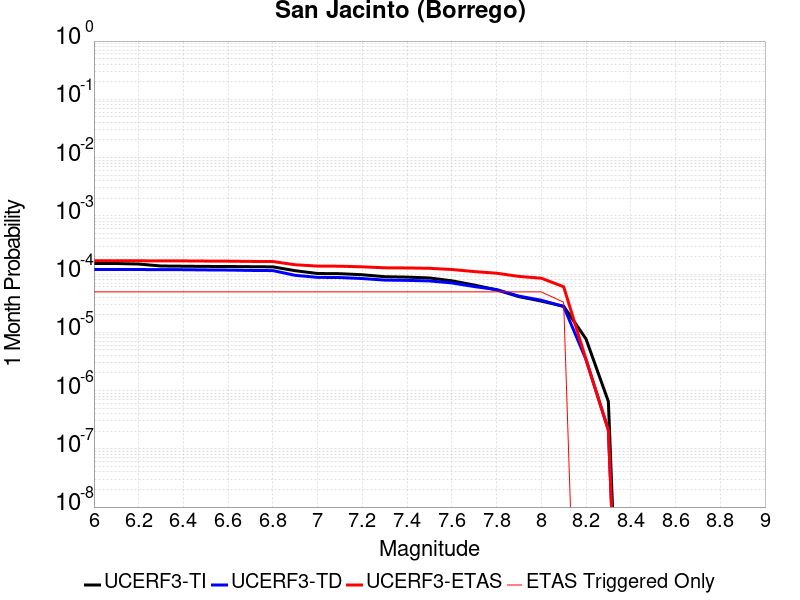 San Jacinto (Borrego)
10^0
10^-1
10^-2
10^-3
10^-4
10^-5
10^-6
10^-7
10^-8
1 Month Probability
6 6.2 6.4 6.6 6.8 7 7.2 7.4 7.6 7.8 8 8.2 8.4 8.6 8.8 9
Magnitude
UCERF3-TI UCERF3-TD UCERF3-ETAS ETAS Triggered Only